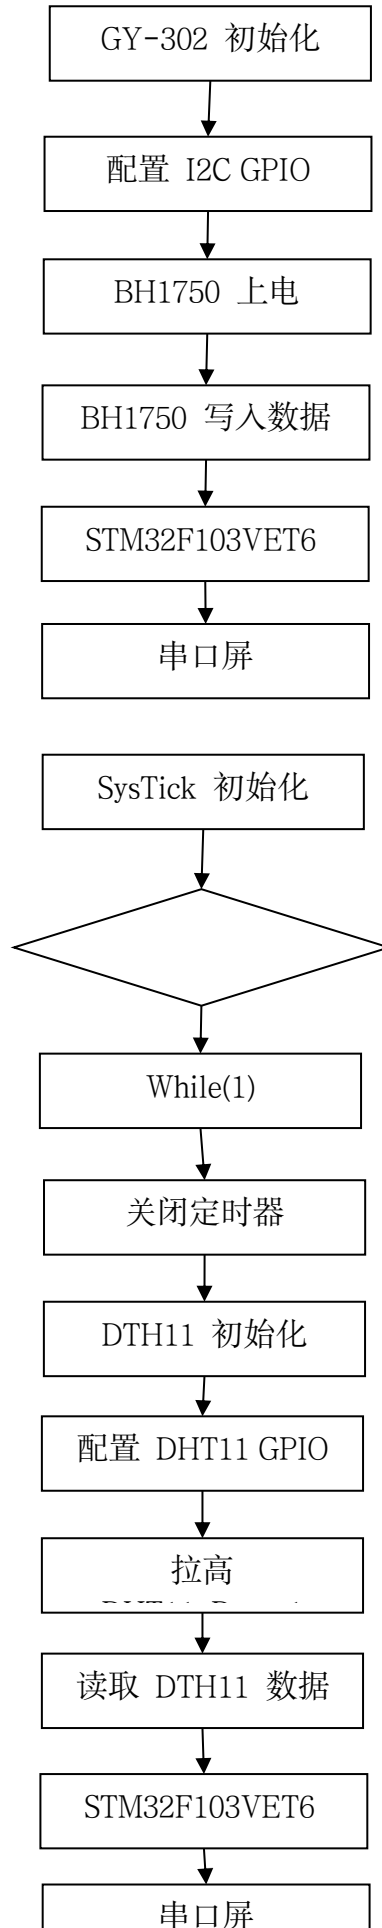 GY-302 初始化
配置 I2C GPIO
BH1750 上电
BH1750 写入数据
STM32F103VET6
串口屏
SysTick 初始化
While(1)
关闭定时器
DTH11 初始化
配置 DHT11 GPIO
拉高
读取 DTH11 数据
STM32F103VET6
串口屏